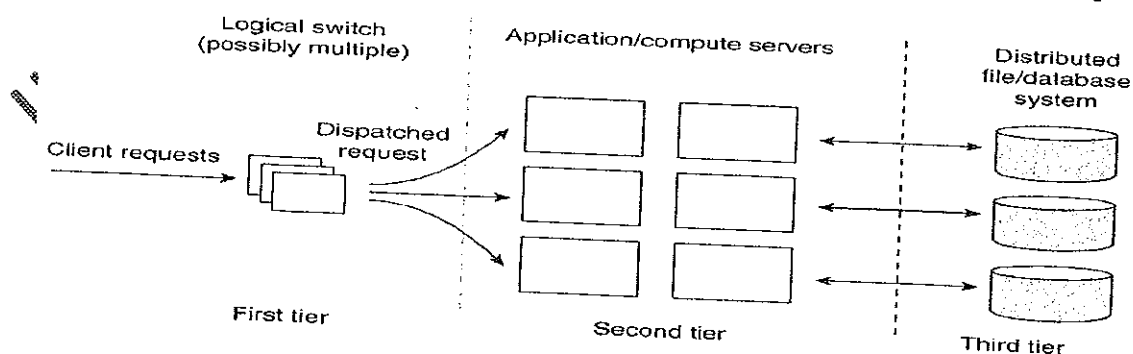 Logical switch
(possibly multiple)
Application/compute servers
Distributed
file/database
system
Client requests
Dispatched
request
First tier
Second tier
Third tier